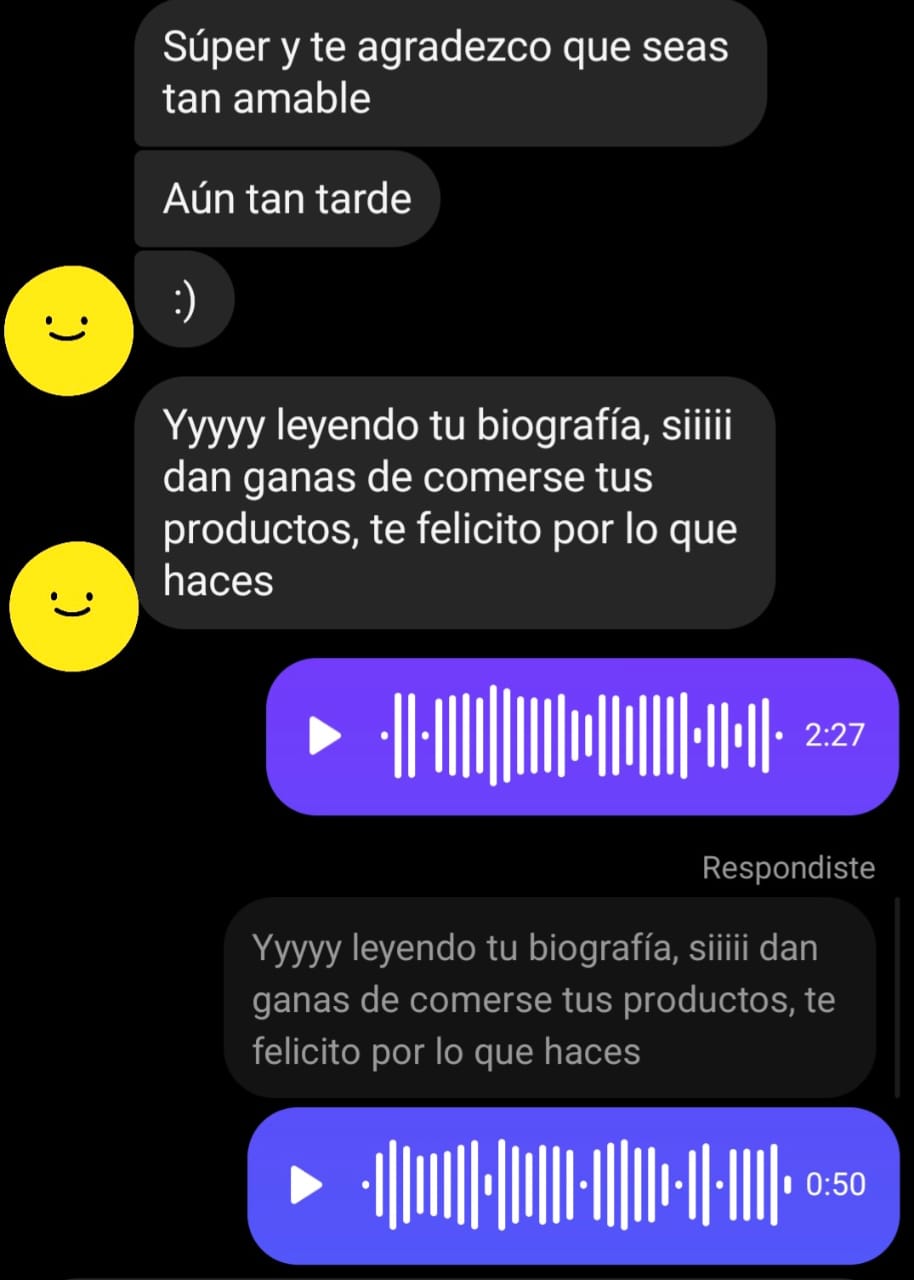 Súper y te agradezco que seas
tan amable
Aún tan tarde
:)
Yyyyy leyendo tu biografía, siiiii
dan ganas de comerse tus
productos, te felicito por lo que
haces
2:27
Respondiste
Yyyyy leyendo tu biografía, siiiii dan
ganas de comerse tus productos, te
felicito por lo que haces
0:50